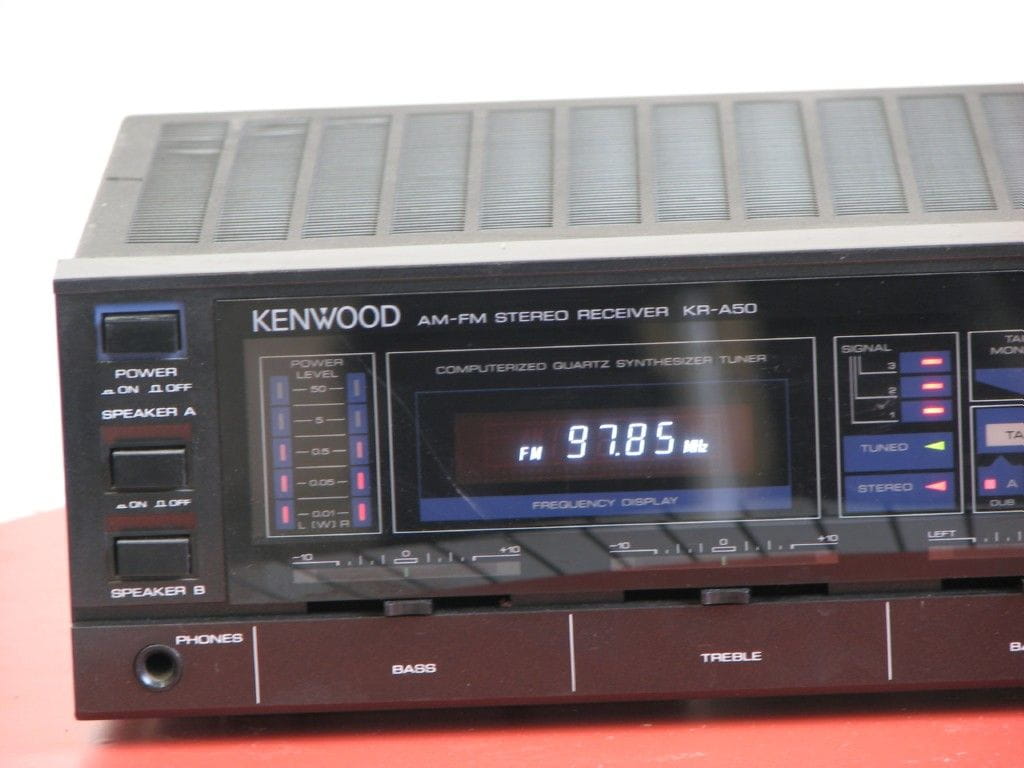 KENWOOD AM-FM STEREO RECEIVER KR-A50
POWER
ON OFF
SPEAKER A
ON OFF
SPEAKER B
PHONES
POWER
LEVEL
50
5
0.5
0.05
0.01
L (W) R
COMPUTERIZED QUARTZ SYNTHESIZER TUNER
FM 97.85 MHz
FREQUENCY DISPLAY
SIGNAL
3
2
1
TUNED
STEREO
A
DUB
-10 0 +10
-10 0 +10
LEFT
BASS
TREBLE